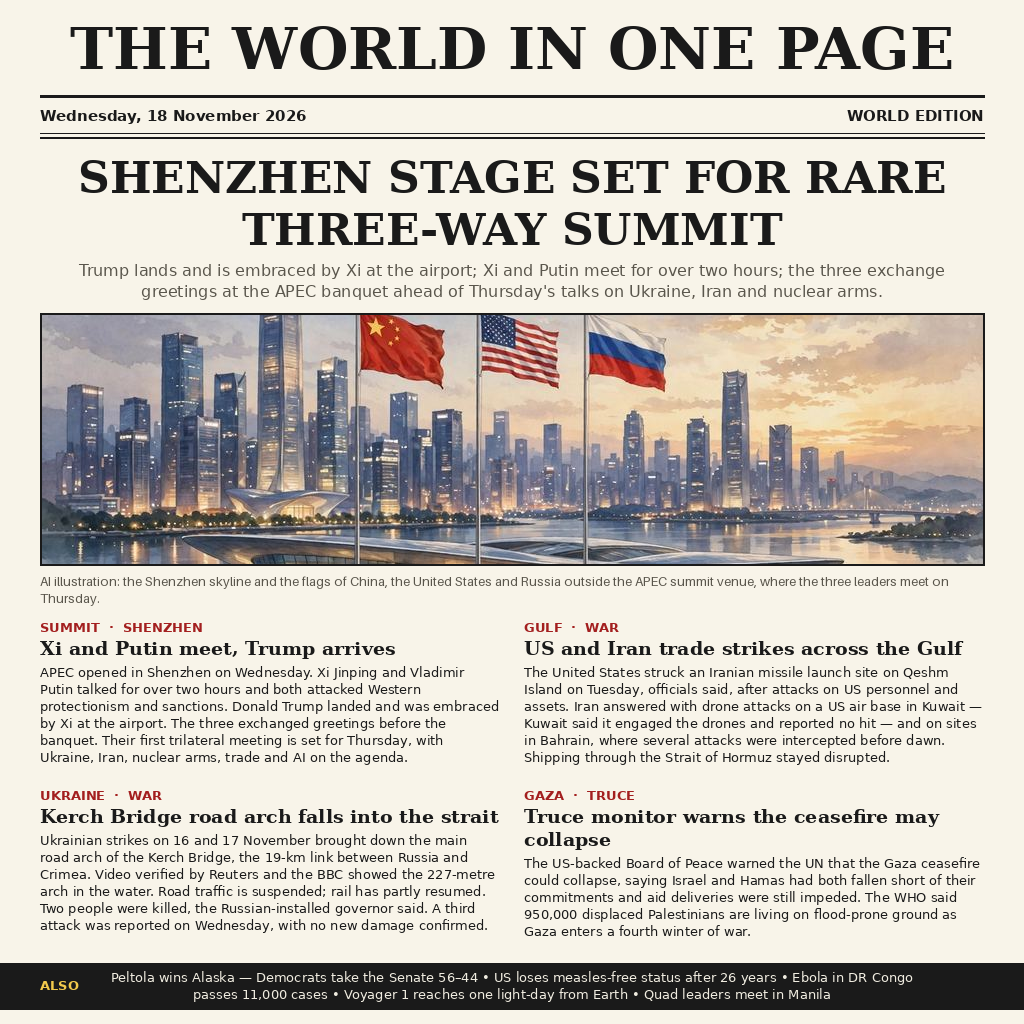 THE WORLD IN ONE PAGE
Wednesday, 18 November 2026
WORLD EDITION
SHENZHEN STAGE SET FOR RARE
THREE-WAY SUMMIT
Trump lands and is embraced by Xi at the airport; Xi and Putin meet for over two hours; the three exchange
greetings at the APEC banquet ahead of Thursday's talks on Ukraine, Iran and nuclear arms.
AI illustration: the Shenzhen skyline and the flags of China, the United States and Russia outside the APEC summit venue, where the three leaders meet on
Thursday.
SUMMIT · SHENZHEN
Xi and Putin meet, Trump arrives
APEC opened in Shenzhen on Wednesday. Xi Jinping and Vladimir
Putin talked for over two hours and both attacked Western
protectionism and sanctions. Donald Trump landed and was embraced
by Xi at the airport. The three exchanged greetings before the
banquet. Their first trilateral meeting is set for Thursday, with
Ukraine, Iran, nuclear arms, trade and AI on the agenda.
GULF · WAR
US and Iran trade strikes across the Gulf
The United States struck an Iranian missile launch site on Qeshm
Island on Tuesday, officials said, after attacks on US personnel and
assets. Iran answered with drone attacks on a US air base in Kuwait —
Kuwait said it engaged the drones and reported no hit — and on sites
in Bahrain, where several attacks were intercepted before dawn.
Shipping through the Strait of Hormuz stayed disrupted.
UKRAINE · WAR
Kerch Bridge road arch falls into the strait
Ukrainian strikes on 16 and 17 November brought down the main
road arch of the Kerch Bridge, the 19-km link between Russia and
Crimea. Video verified by Reuters and the BBC showed the 227-metre
arch in the water. Road traffic is suspended; rail has partly resumed.
Two people were killed, the Russian-installed governor said. A third
attack was reported on Wednesday, with no new damage confirmed.
GAZA · TRUCE
Truce monitor warns the ceasefire may
collapse
The US-backed Board of Peace warned the UN that the Gaza ceasefire
could collapse, saying Israel and Hamas had both fallen short of their
commitments and aid deliveries were still impeded. The WHO said
950,000 displaced Palestinians are living on flood-prone ground as
Gaza enters a fourth winter of war.
ALSO
Peltola wins Alaska — Democrats take the Senate 56–44 • US loses measles-free status after 26 years • Ebola in DR Congo
passes 11,000 cases • Voyager 1 reaches one light-day from Earth • Quad leaders meet in Manila